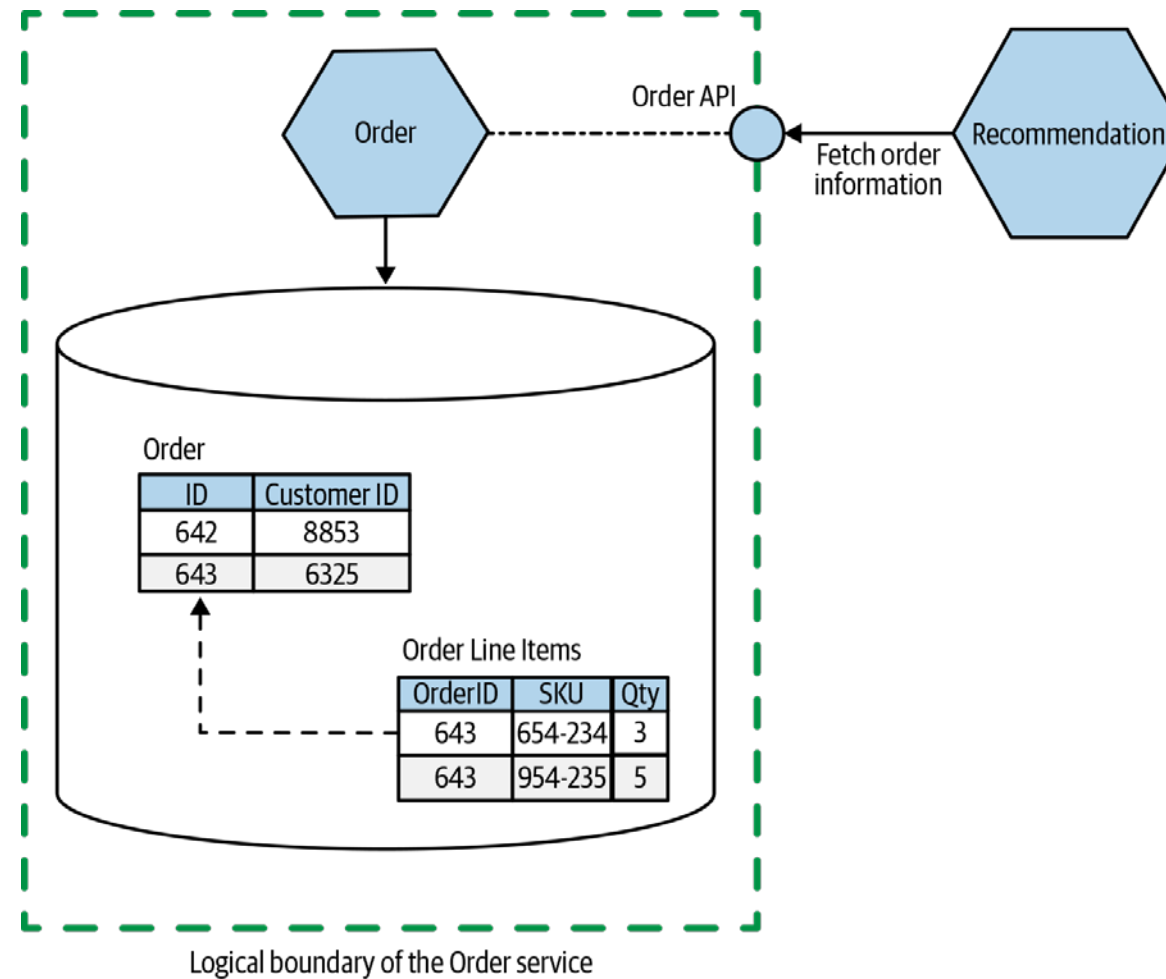 Order
Order API
Fetch order
information
Recommendation
Order
ID Customer ID
642 8853
643 6325
Order Line Items
OrderID SKU Qty
643 654-234 3
643 954-235 5
Logical boundary of the Order service